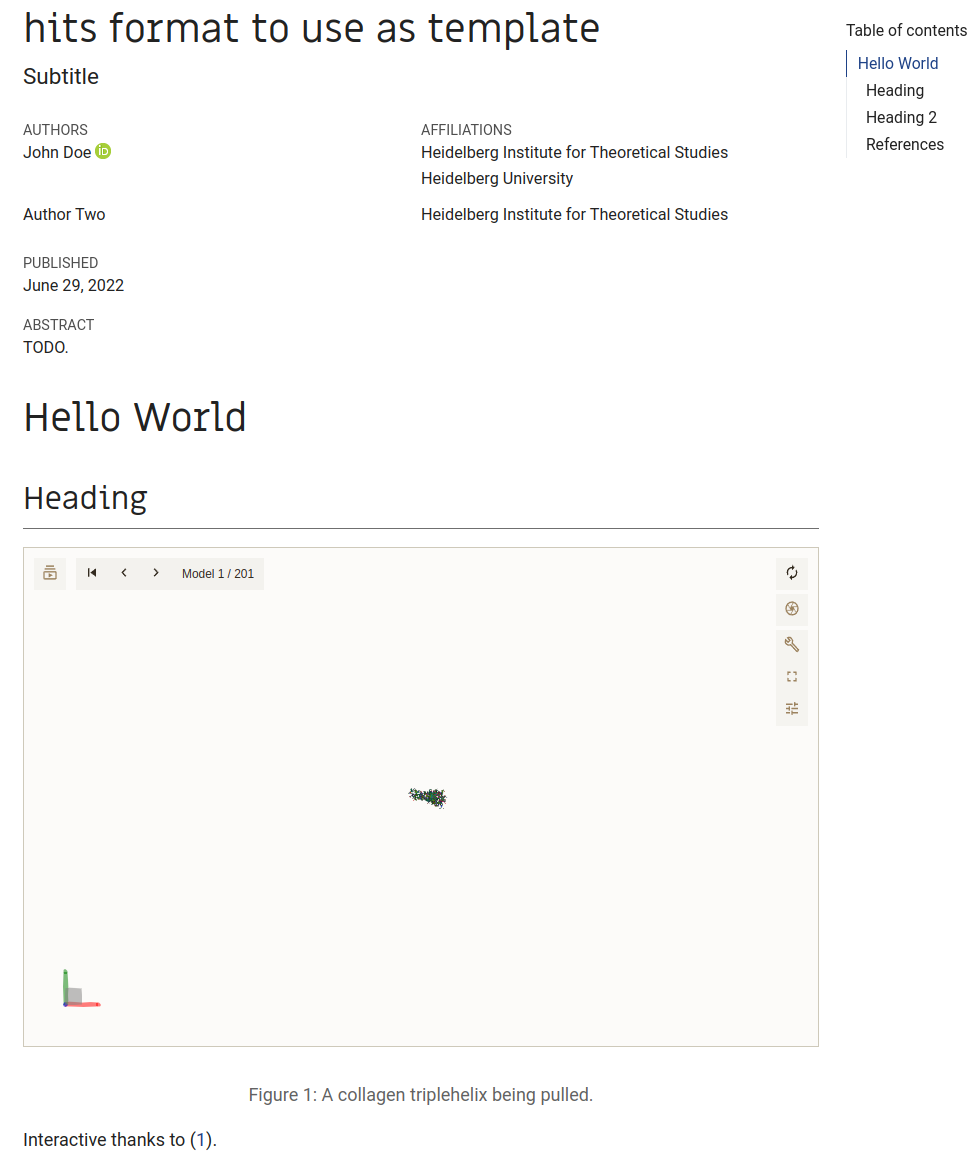 hits format to use as template
Subtitle
AUTHORS
AFFILIATIONS
John Doe iD
Heidelberg Institute for Theoretical Studies
Heidelberg University
Author Two
Heidelberg Institute for Theoretical Studies
PUBLISHED
June 29, 2022
ABSTRACT
TODO.
Hello World
Heading
Model 1 / 201
Figure 1: A collagen triplehelix being pulled.
Interactive thanks to (1).
Table of contents
Hello World
Heading
Heading 2
References